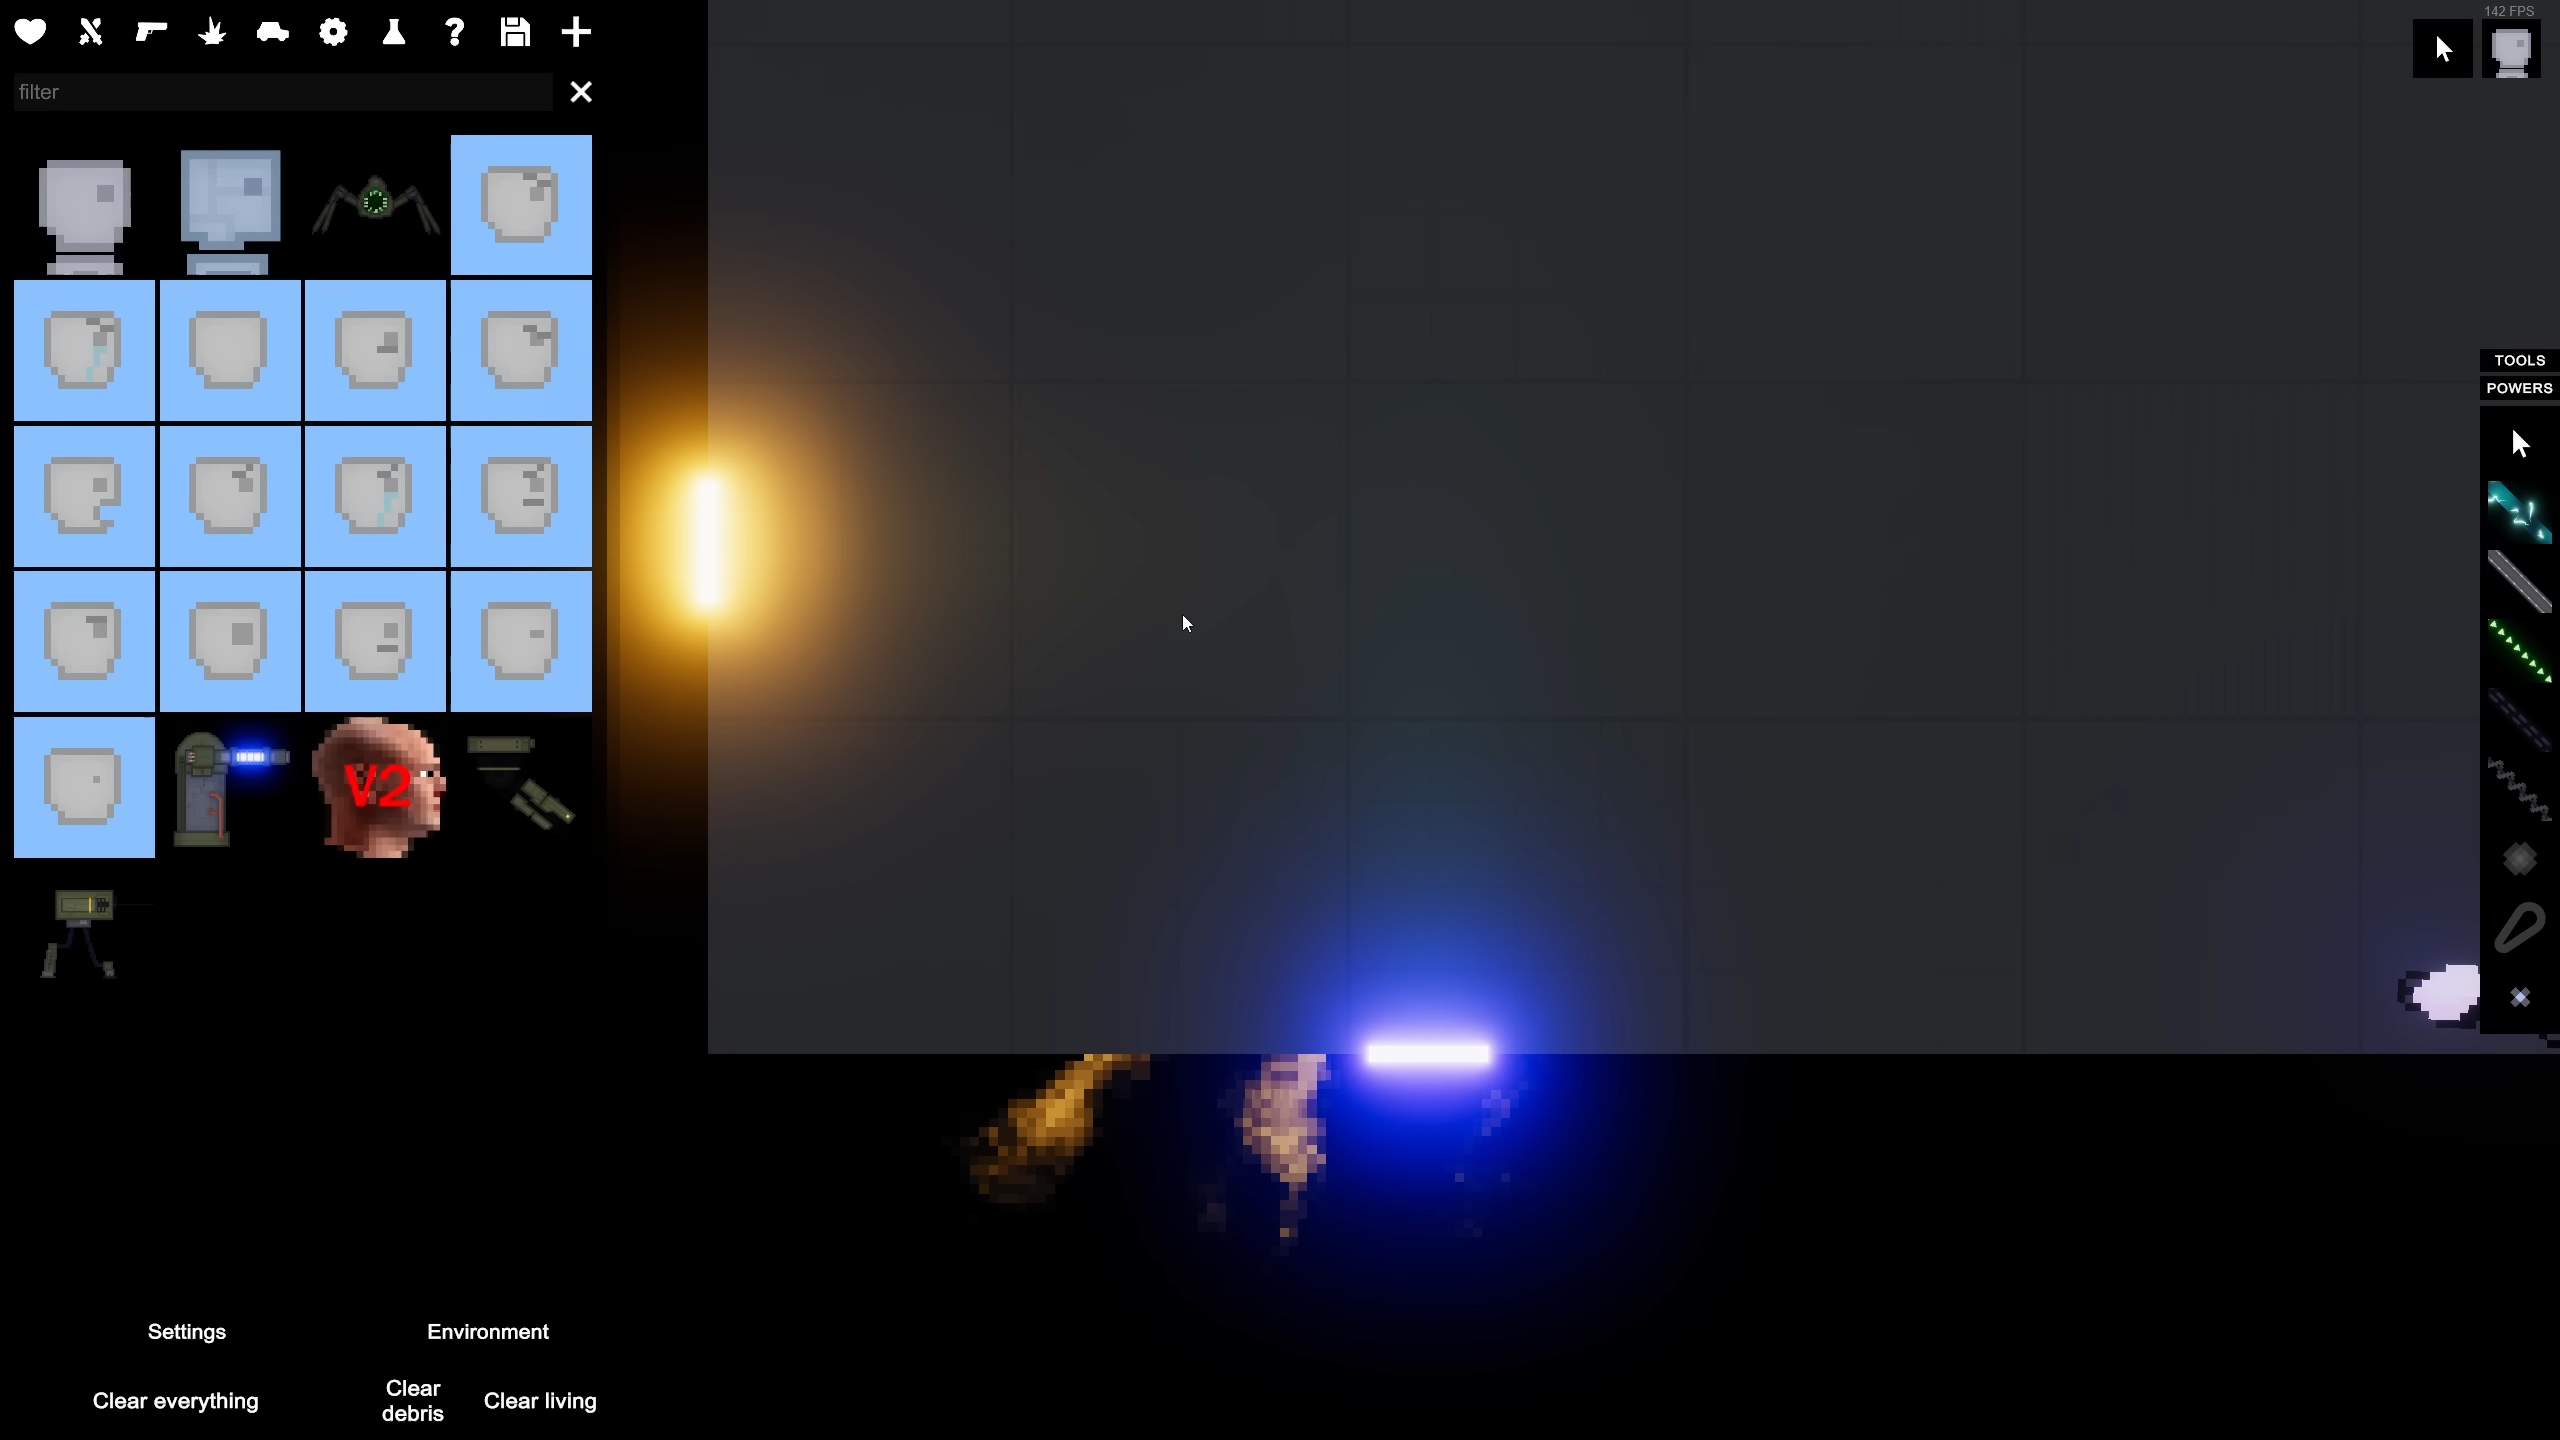 142 FPS
filter
TOOLS
POWERS
V2
Settings
Environment
Clear everything
Clear
debris
Clear living